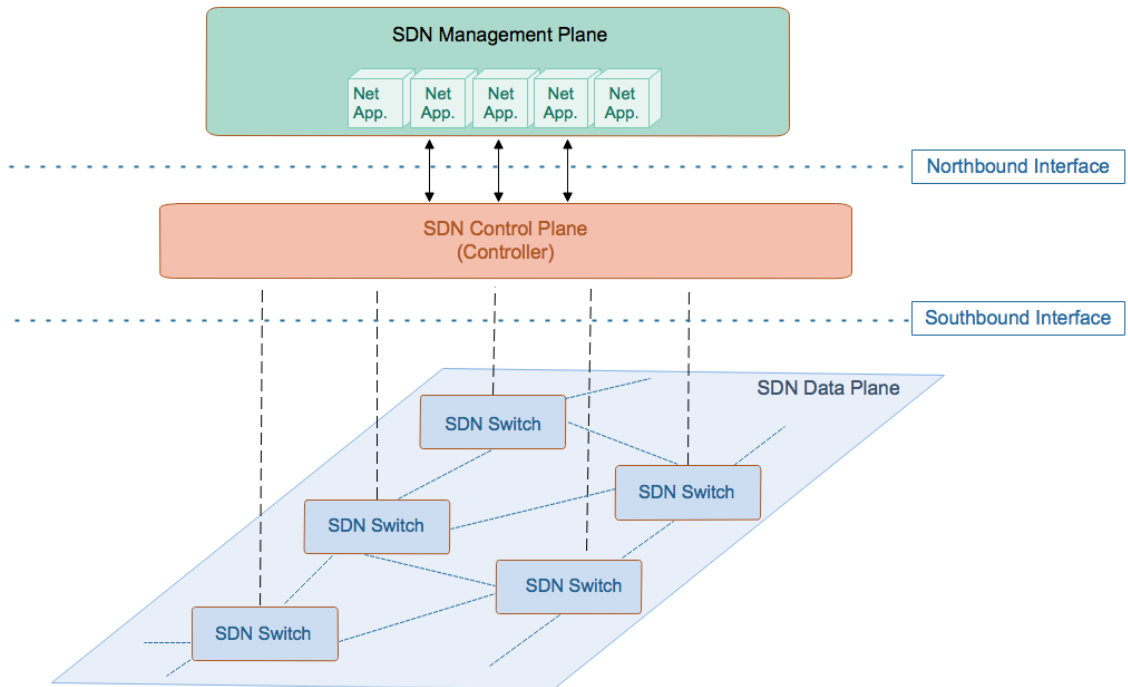 SDN Management Plane
Net
App.
Net
App.
Net
App.
Net
App.
Net
App.
Northbound Interface
SDN Control Plane
(Controller)
Southbound Interface
SDN Data Plane
SDN Switch
SDN Switch
SDN Switch
SDN Switch
SDN Switch